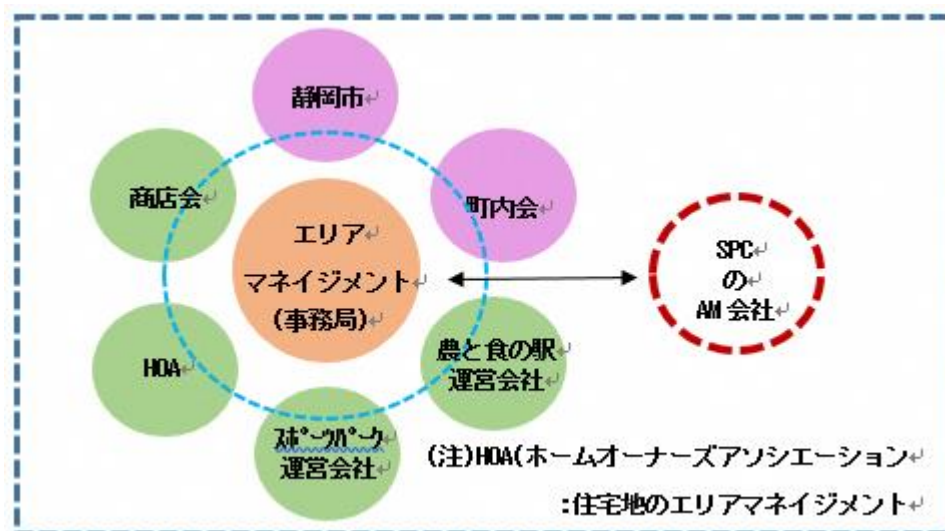 静岡市
商店会
町内会
エリア
マネイジメント
(事務局)
SPC
の
AM会社
HOA
農と食の駅
運営会社
スポーツパーク
運営会社
(注)HOA(ホームオーナーズアソシエーション
:住宅地のエリアマネイジメント